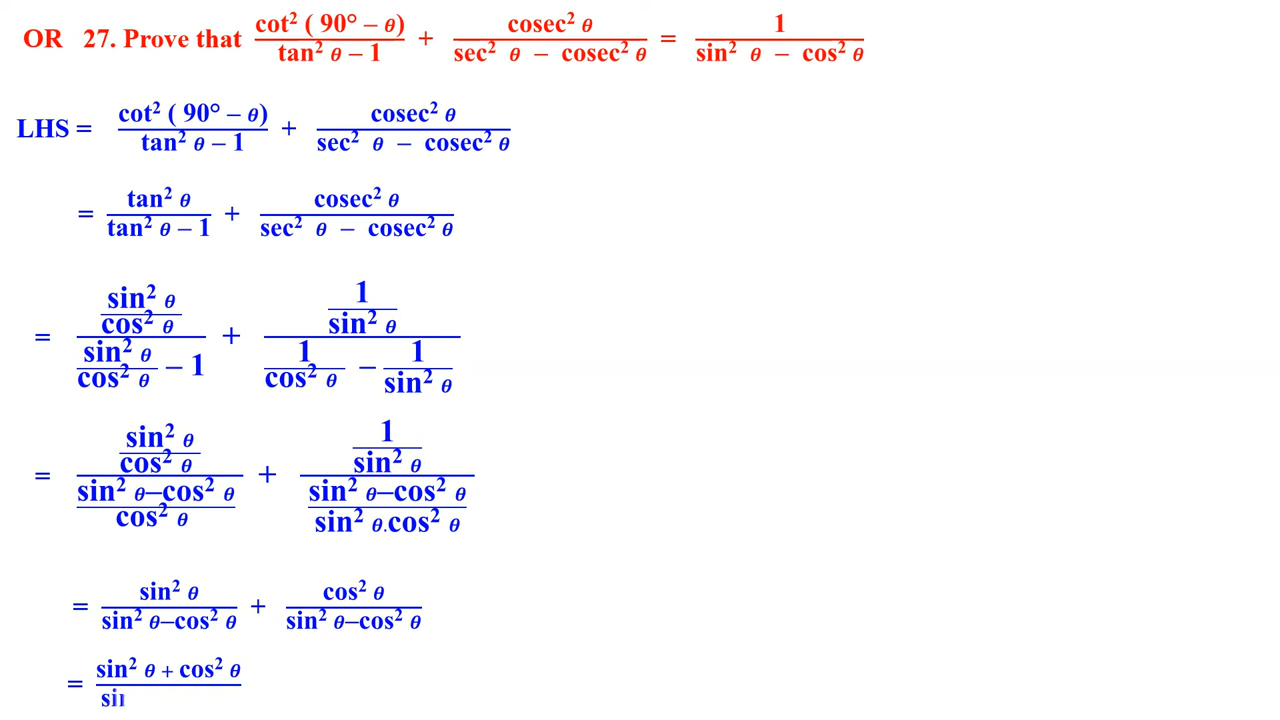 OR 27. Prove that cot² ( 90° – θ) / tan² θ – 1 + cosec² θ / sec² θ – cosec² θ = 1 / sin² θ – cos² θ
LHS = cot² ( 90° – θ) / tan² θ – 1 + cosec² θ / sec² θ – cosec² θ
= tan² θ / tan² θ – 1 + cosec² θ / sec² θ – cosec² θ
= sin² θ / cos² θ / sin² θ / cos² θ – 1 + 1 / sin² θ / 1 / cos² θ – 1 / sin² θ
= sin² θ / cos² θ / sin² θ–cos² θ / cos² θ + 1 / sin² θ / sin² θ–cos² θ / sin² θ.cos² θ
= sin² θ / sin² θ–cos² θ + cos² θ / sin² θ–cos² θ
= sin² θ + cos² θ / si